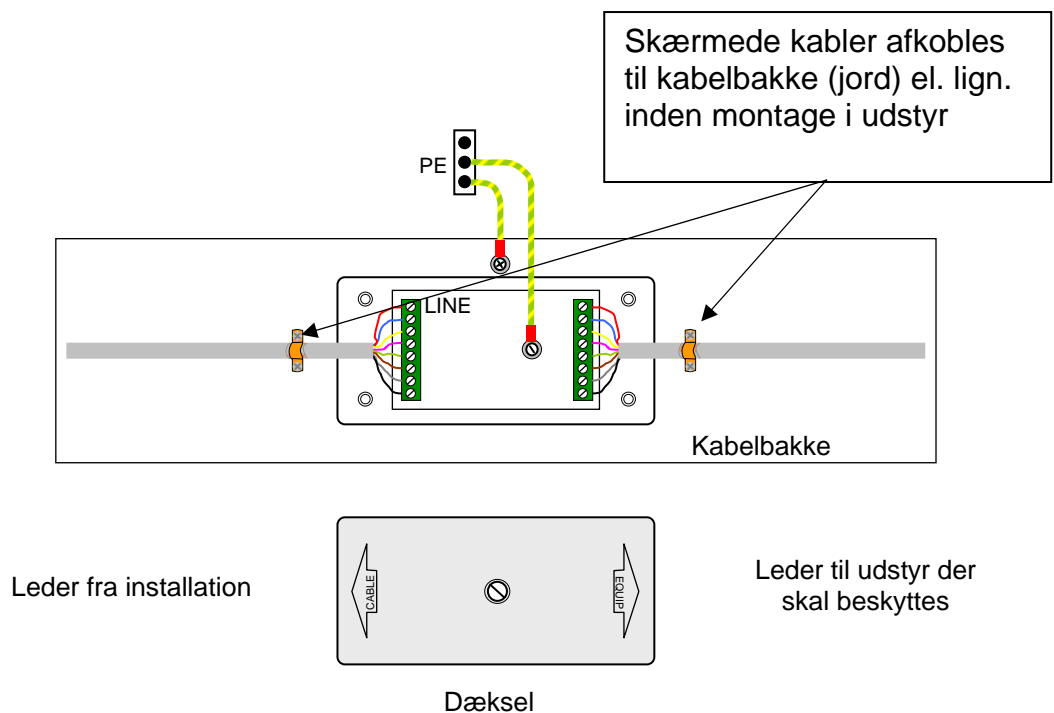 Skærmede kabler afkobles
til kabelbakke (jord) el. lign.
inden montage i udstyr
PE
LINE
Kabelbakke
Leder fra installation
CABLE
EQUIP
Leder til udstyr der
skal beskyttes
Dæksel